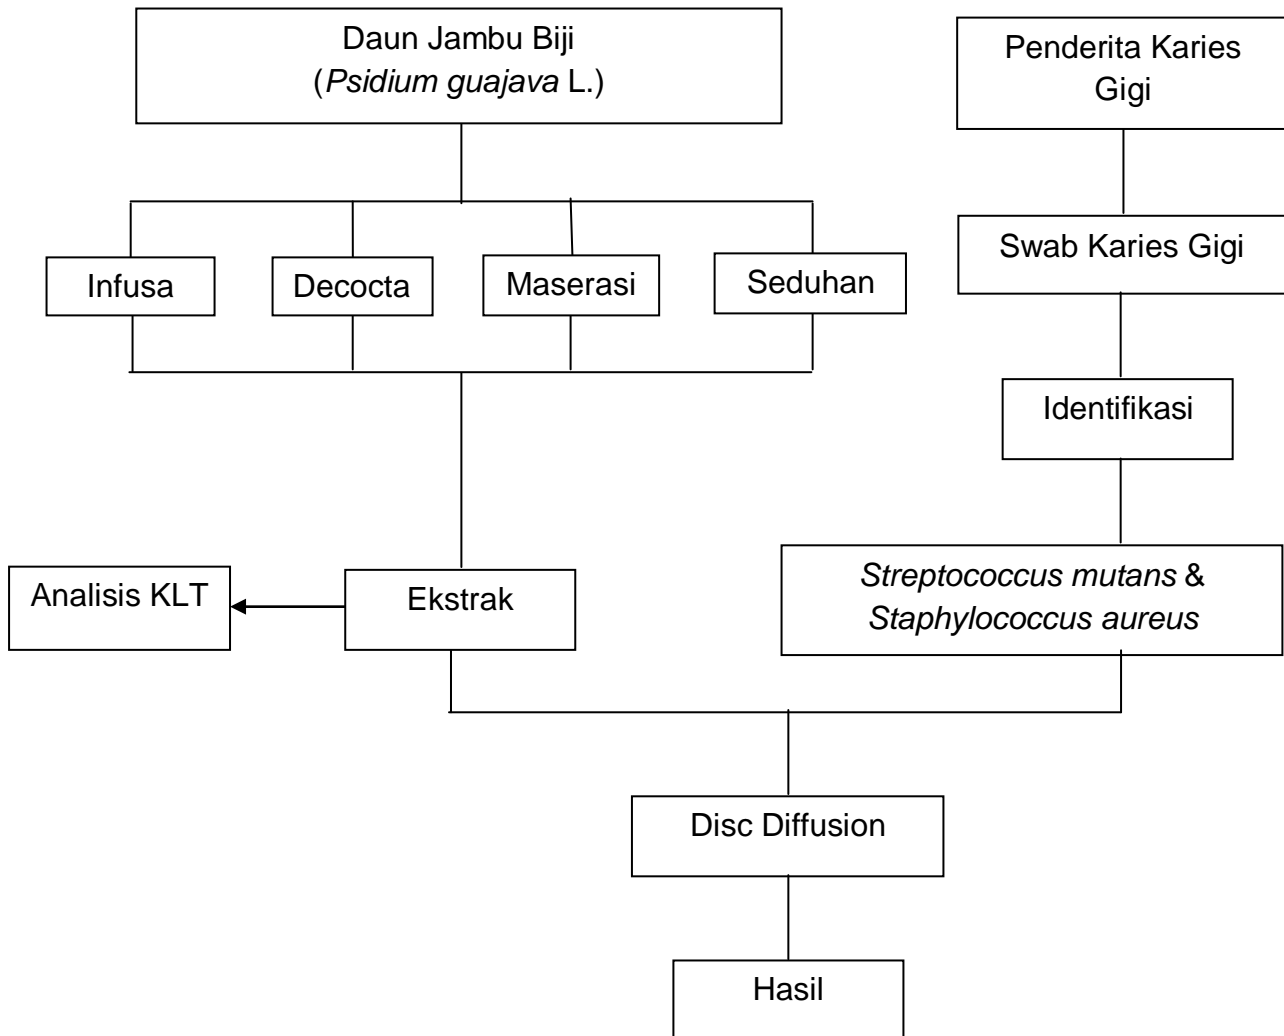 Daun Jambu Biji
(Psidium guajava L.)
Penderita Karies
Gigi
Swab Karies Gigi
Infusa
Decocta
Maserasi
Seduhan
Identifikasi
Analisis KLT
Ekstrak
Streptococcus mutans &
Staphylococcus aureus
Disc Diffusion
Hasil